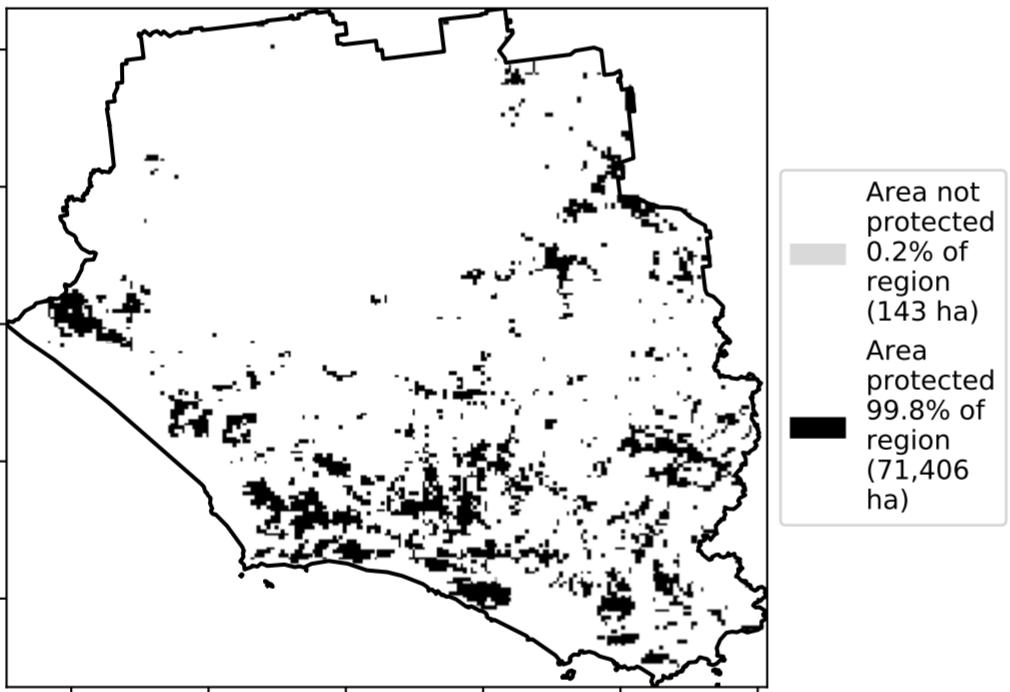 Area not
protected
0.2% of
region
(143 ha)
Area
protected
99.8% of
region
(71,406
ha)